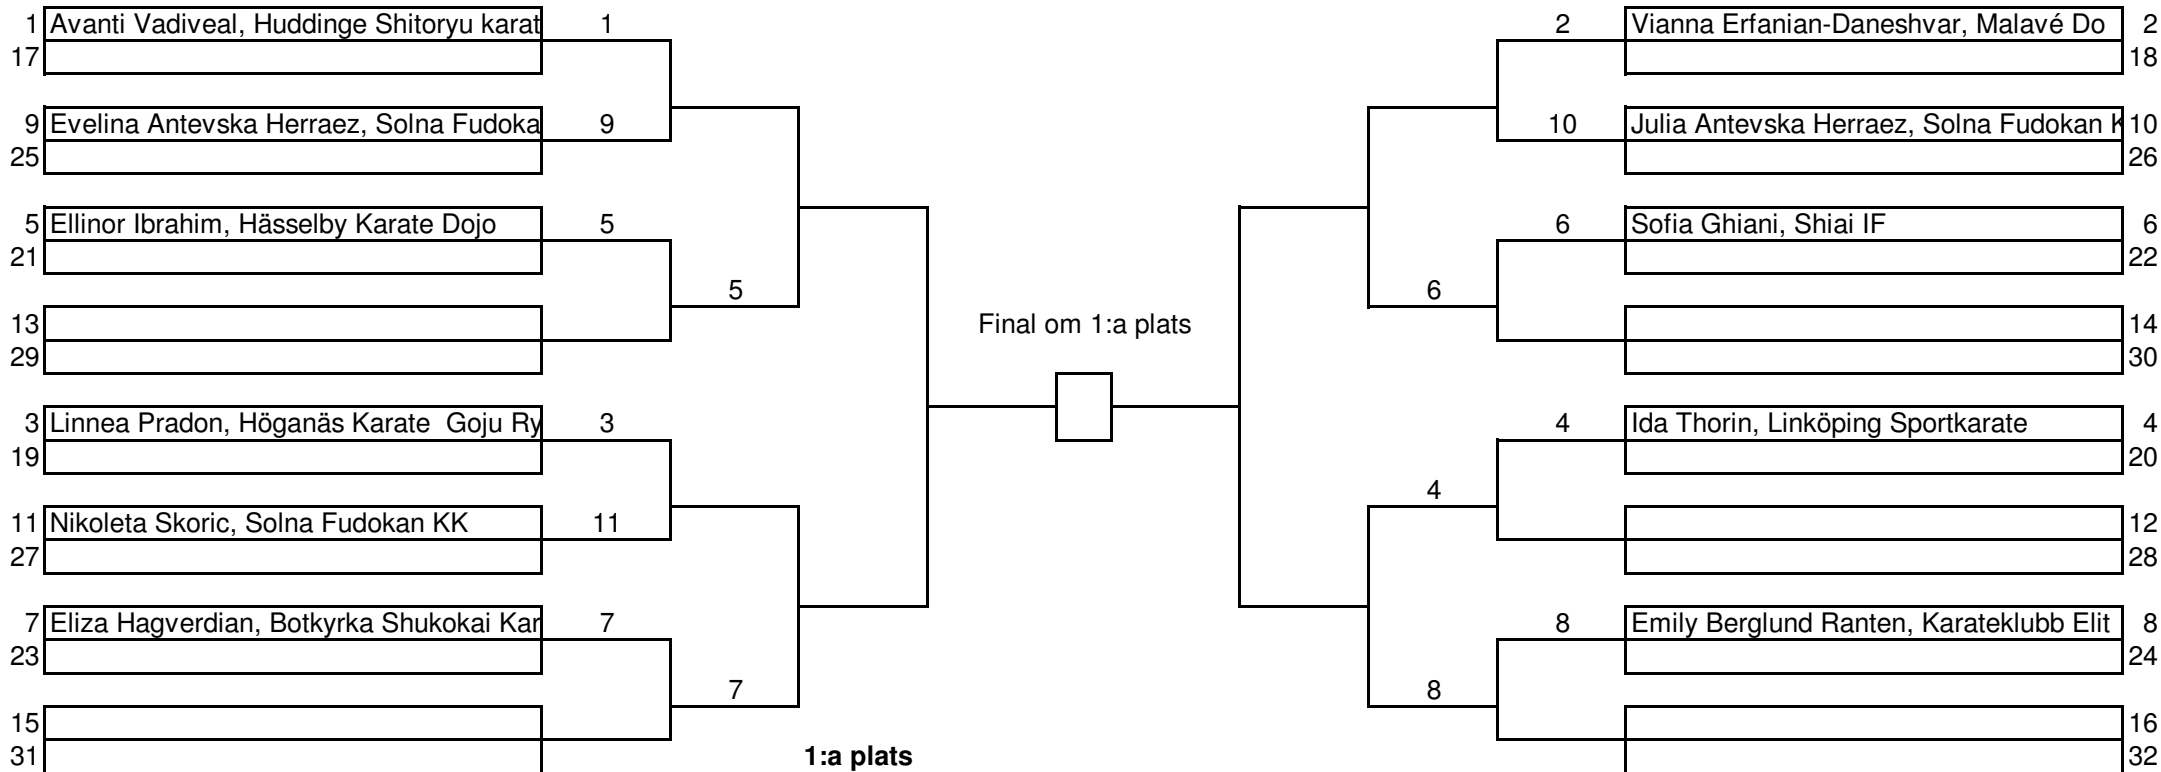 1 Avanti Vadiveal, Huddinge Shitoryu karat 1 2 Vianna Erfanian-Daneshvar, Malavé Do 2
17 18
9 Evelina Antevska Herraez, Solna Fudoka 9 10 Julia Antevska Herraez, Solna Fudokan K 10
25 26
5 Ellinor Ibrahim, Hässelby Karate Dojo 5 6 Sofia Ghiani, Shiai IF 6
21 22
5 6
13 Final om 1:a plats 14
29 30
3 Linnea Pradon, Höganäs Karate  Goju Ry 3 4 Ida Thorin, Linköping Sportkarate 4
19 20
4
11 Nikoleta Skoric, Solna Fudokan KK 11 12
27 28
7 Eliza Hagverdian, Botkyrka Shukokai Kar 7 8 Emily Berglund Ranten, Karateklubb Elit 8
23 24
7 8
15 16
31 1:a plats 32